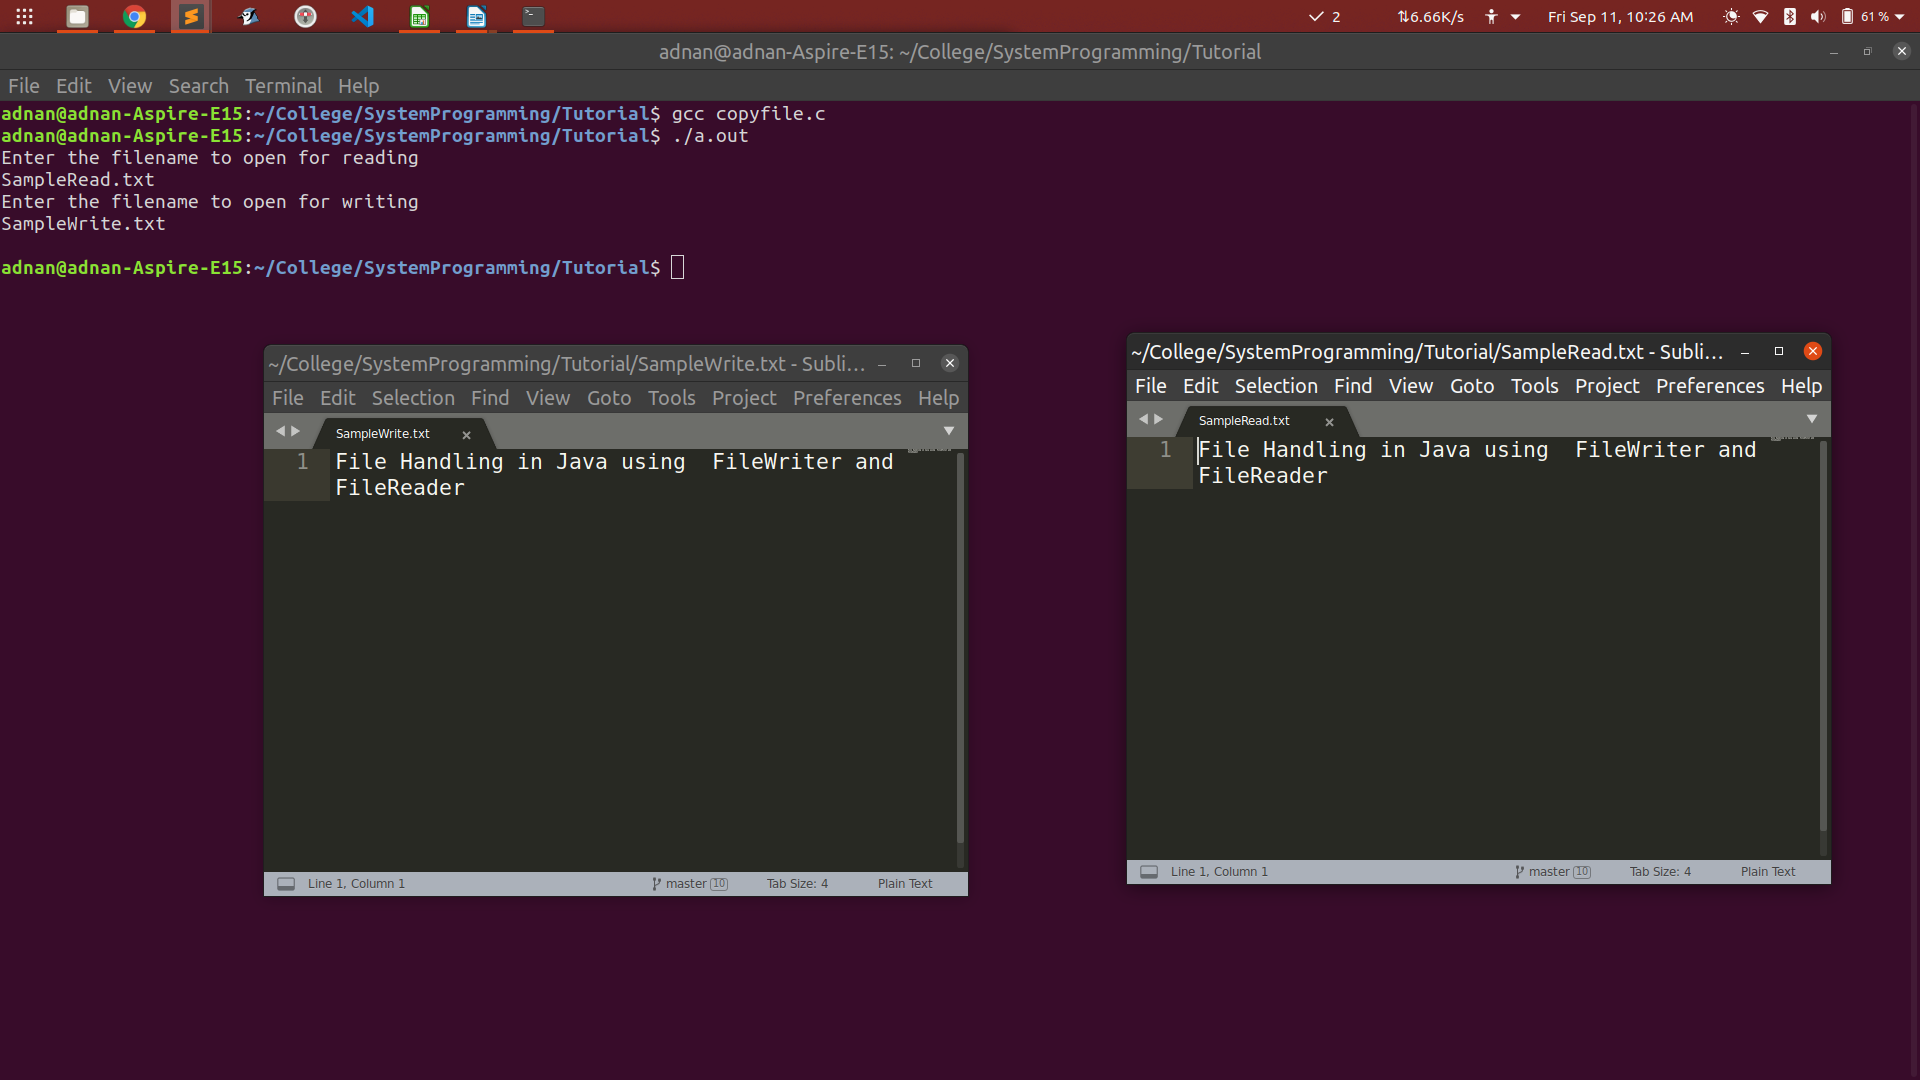 2 ⇅6.66K/s Fri Sep 11, 10:26 AM 61 %
adnan@adnan-Aspire-E15: ~/College/SystemProgramming/Tutorial
File Edit View Search Terminal Help
adnan@adnan-Aspire-E15:~/College/SystemProgramming/Tutorial$ gcc copyfile.c
adnan@adnan-Aspire-E15:~/College/SystemProgramming/Tutorial$ ./a.out
Enter the filename to open for reading
SampleRead.txt
Enter the filename to open for writing
SampleWrite.txt
adnan@adnan-Aspire-E15:~/College/SystemProgramming/Tutorial$
~/College/SystemProgramming/Tutorial/SampleWrite.txt - Subli...
File Edit Selection Find View Goto Tools Project Preferences Help
SampleWrite.txt
1 File Handling in Java using  FileWriter and
FileReader
Line 1, Column 1 master 10 Tab Size: 4 Plain Text
~/College/SystemProgramming/Tutorial/SampleRead.txt - Subli...
File Edit Selection Find View Goto Tools Project Preferences Help
SampleRead.txt
1 File Handling in Java using  FileWriter and
FileReader
Line 1, Column 1 master 10 Tab Size: 4 Plain Text